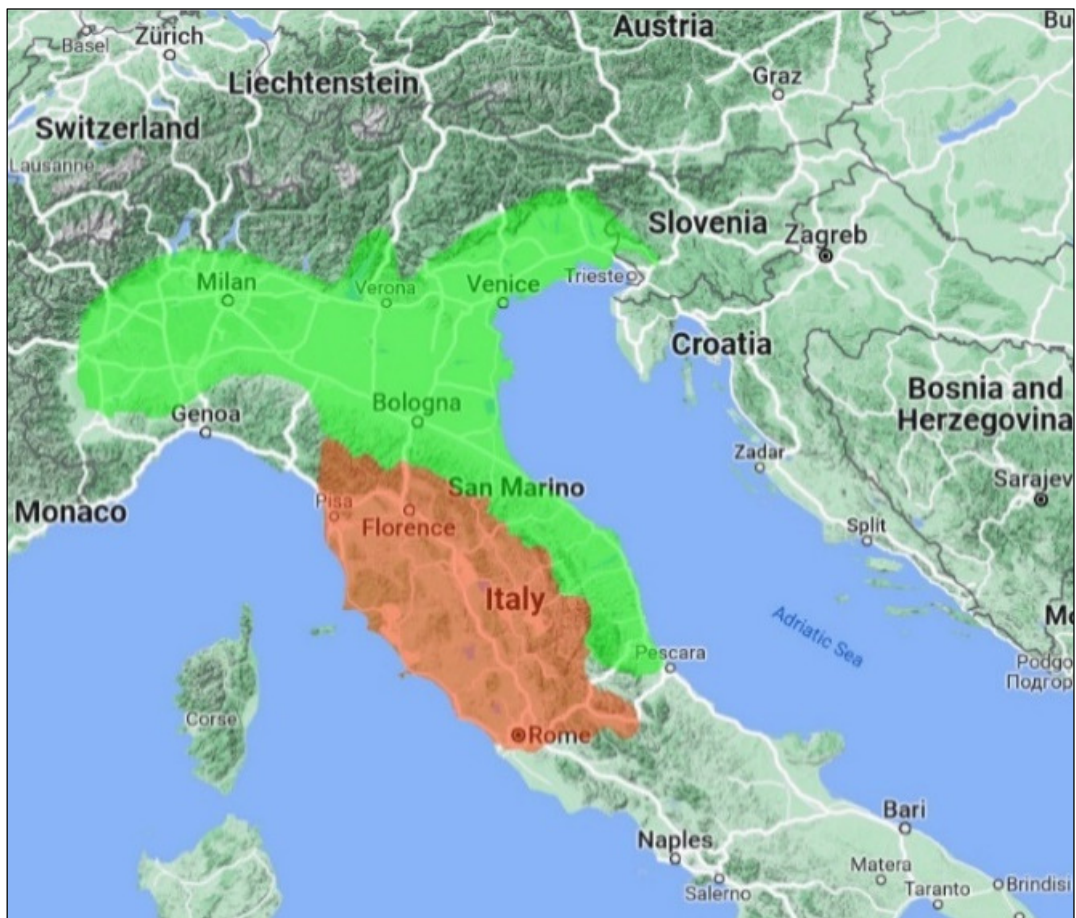 Basel
Zürich
Austria
Bu
Liechtenstein
Graz
Switzerland
Lausanne
Slovenia
Zagreb
Milan
Verona
Venice
Trieste
Croatia
Bosnia and
Herzegovina
Genoa
Bologna
Zadar
Sarajev
San Marino
Pisa
Monaco
Florence
Split
Italy
Adriatic Sea
Mo
Pescara
Podgo
Подгор
Corse
Rome
Bari
Naples
Matera
Salerno
Taranto
Brindisi